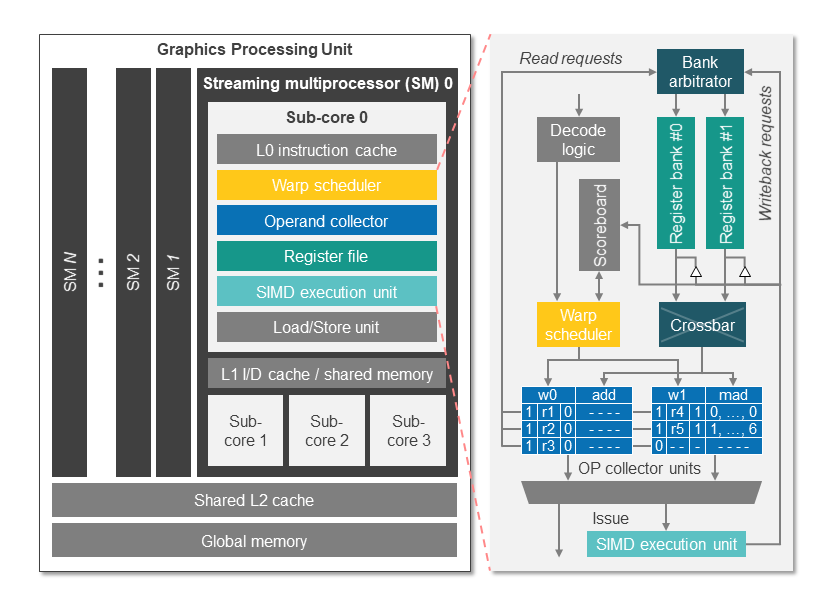 Graphics Processing Unit
SM N
...
SM 2
SM 1
Streaming multiprocessor (SM) 0
Sub-core 0
L0 instruction cache
Warp scheduler
Operand collector
Register file
SIMD execution unit
Load/Store unit
L1 I/D cache / shared memory
Sub-
core 1
Sub-
core 2
Sub-
core 3
Shared L2 cache
Global memory
Read requests
Bank
arbitrator
Decode
logic
Register bank #0
Register bank #1
Writeback requests
Scoreboard
Warp
scheduler
Crossbar
w0 add
1 r1 0 - - - -
1 r2 0 - - - -
1 r3 0 - - - -
w1 mad
1 r4 1 0, ..., 0
1 r5 1 1, ..., 6
0 - - - - - - -
OP collector units
Issue
SIMD execution unit